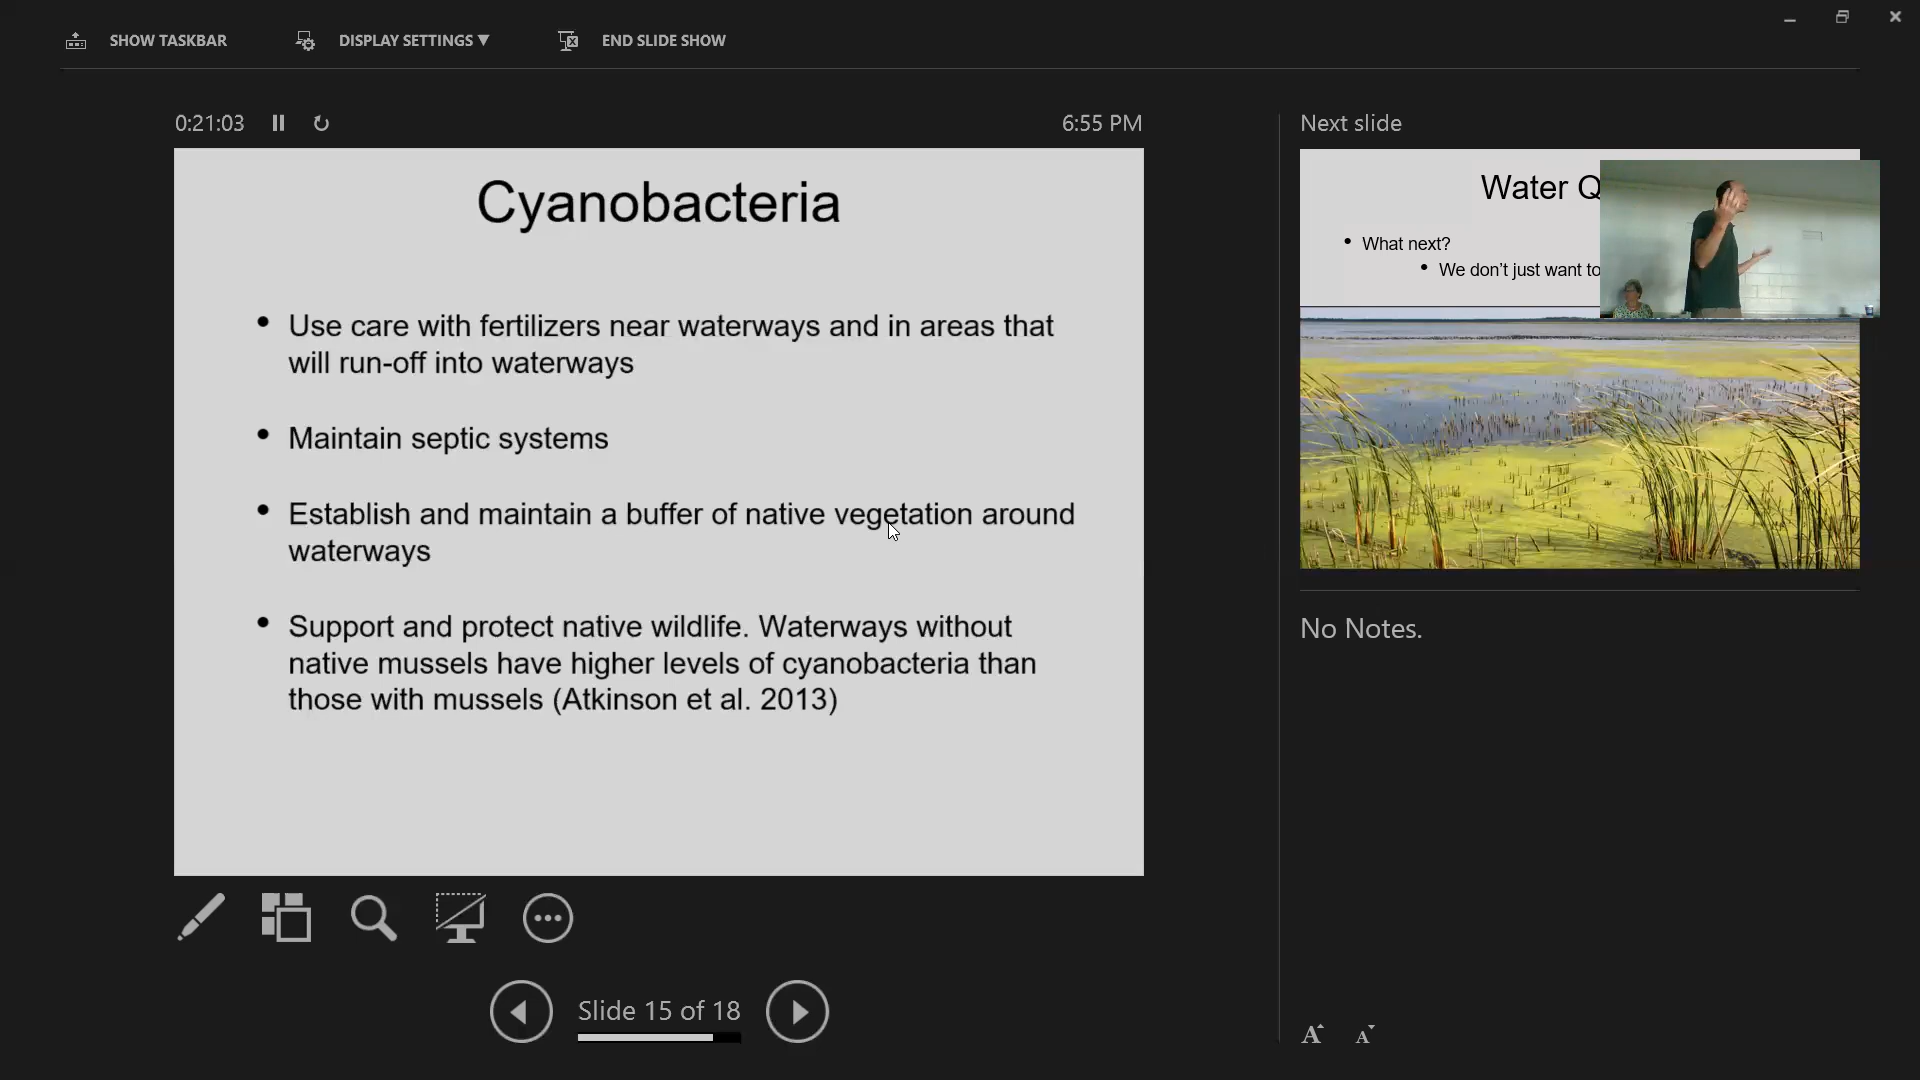 SHOW TASKBAR
DISPLAY SETTINGS ▼
END SLIDE SHOW
0:21:03
6:55 PM
Cyanobacteria
• Use care with fertilizers near waterways and in areas that
will run-off into waterways
• Maintain septic systems
• Establish and maintain a buffer of native vegetation around
waterways
• Support and protect native wildlife. Waterways without
native mussels have higher levels of cyanobacteria than
those with mussels (Atkinson et al. 2013)
Slide 15 of 18
Next slide
Water Q
• What next?
• We don't just want to
No Notes.
A A